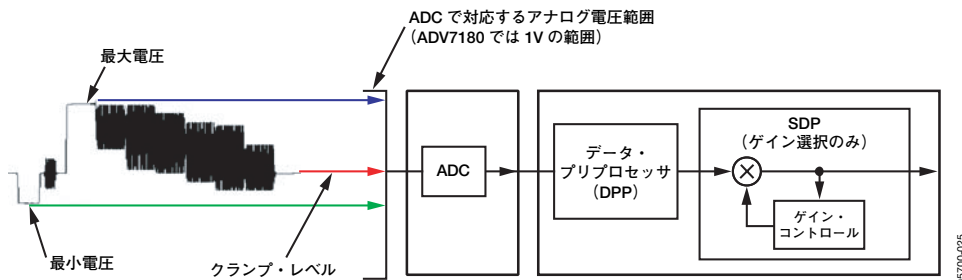 ADC で対応するアナログ電圧範囲
(ADV7180 では 1V の範囲)
最大電圧
SDP
(ゲイン選択のみ)
ADC
データ・
プリプロセッサ
(DPP)
ゲイン・
コントロール
最小電圧
クランプ・レベル
05700-025